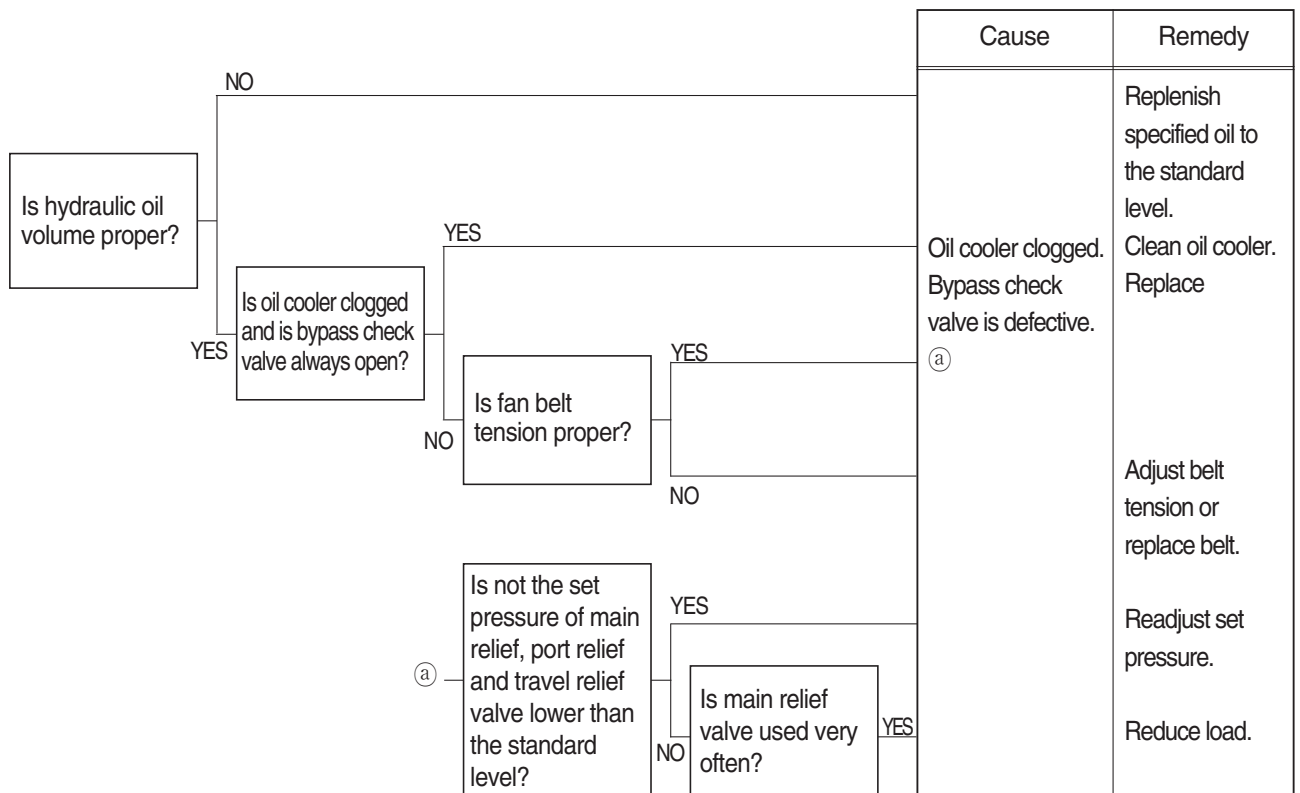 Cause
Remedy
NO
Replenish
specified oil to
the standard
level.
Is hydraulic oil
volume proper?
YES
Oil cooler clogged.
Clean oil cooler.
Bypass check
Replace
valve is defective.
ⓐ
YES
Is oil cooler clogged
and is bypass check
valve always open?
YES
NO
Is fan belt
tension proper?
NO
Adjust belt
tension or
replace belt.
ⓐ
Is not the set
pressure of main
relief, port relief
and travel relief
valve lower than
the standard
level?
YES
Readjust set
pressure.
NO
Is main relief
valve used very
often?
YES
Reduce load.